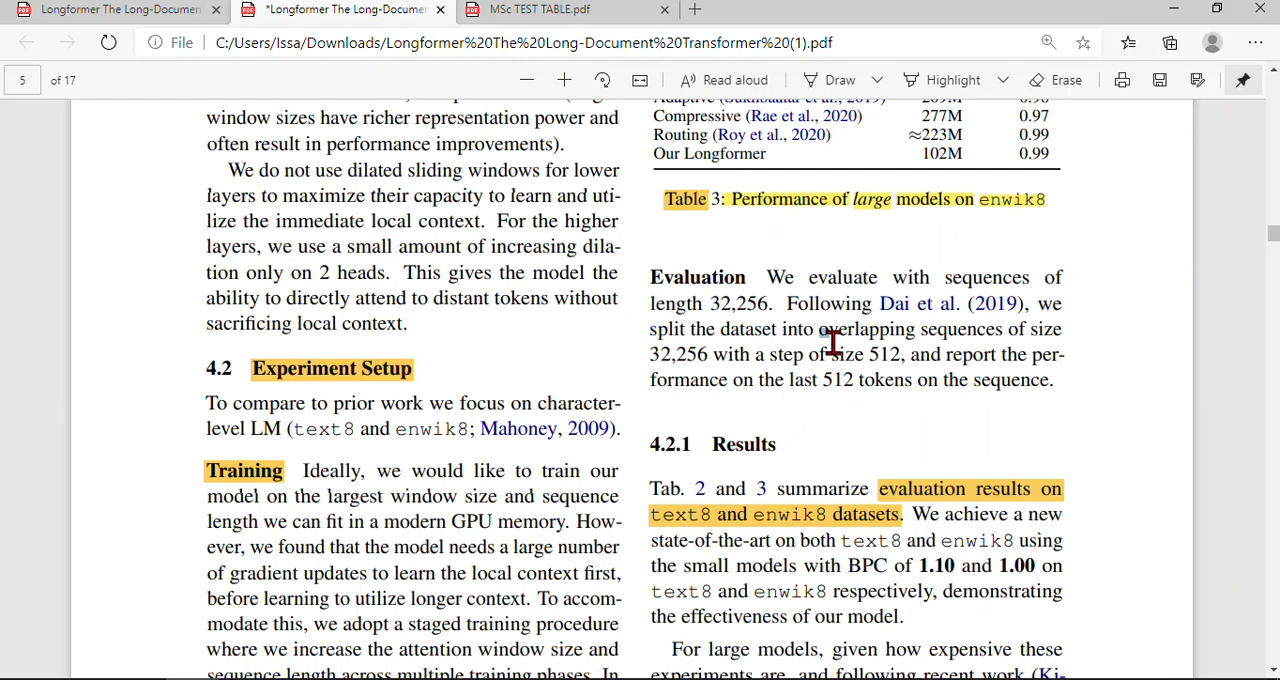 Longformer The Long-Documen
*Longformer The Long-Docume
MSc TEST TABLE.pdf
File
C:/Users/Issa/Downloads/Longformer%20The%20Long-Document%20Transformer%20(1).pdf
5 of 17
Read aloud
Draw
Highlight
Erase
window sizes have richer representation power and
often result in performance improvements).
We do not use dilated sliding windows for lower
layers to maximize their capacity to learn and uti-
lize the immediate local context. For the higher
layers, we use a small amount of increasing dila-
tion only on 2 heads. This gives the model the
ability to directly attend to distant tokens without
sacrificing local context.
4.2 Experiment Setup
To compare to prior work we focus on character-
level LM (text8 and enwik8; Mahoney, 2009).
Training Ideally, we would like to train our
model on the largest window size and sequence
length we can fit in a modern GPU memory. How-
ever, we found that the model needs a large number
of gradient updates to learn the local context first,
before learning to utilize longer context. To accom-
modate this, we adopt a staged training procedure
where we increase the attention window size and
sequence length across multiple training phases. In
Compressive (Rae et al., 2020) 277M 0.97
Routing (Roy et al., 2020) ≈223M 0.99
Our Longformer 102M 0.99
Table 3: Performance of large models on enwik8
Evaluation We evaluate with sequences of
length 32,256. Following Dai et al. (2019), we
split the dataset into overlapping sequences of size
32,256 with a step of size 512, and report the per-
formance on the last 512 tokens on the sequence.
4.2.1 Results
Tab. 2 and 3 summarize evaluation results on
text8 and enwik8 datasets. We achieve a new
state-of-the-art on both text8 and enwik8 using
the small models with BPC of 1.10 and 1.00 on
text8 and enwik8 respectively, demonstrating
the effectiveness of our model.
For large models, given how expensive these
experiments are, and following recent work (Ki-